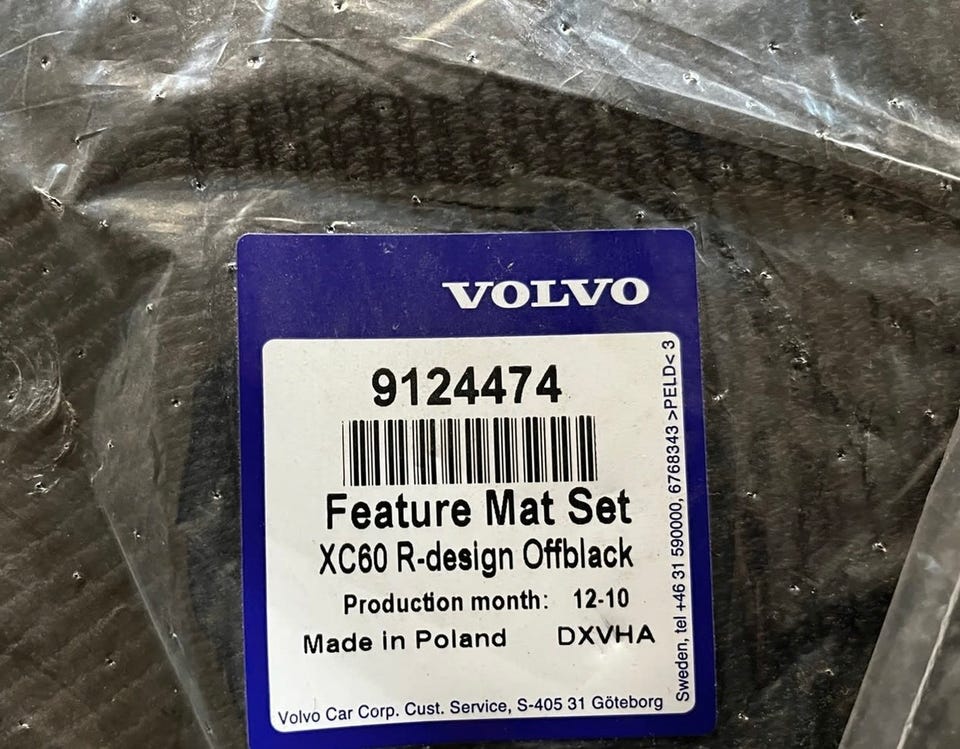 VOLVO
9124474
Feature Mat Set
XC60 R-design Offblack
Production month: 12-10
Made in Poland DXVHA
Volvo Car Corp. Cust. Service, S-405 31 Göteborg
Sweden, tel +46 31 590000, 6768343 >PELD< 3